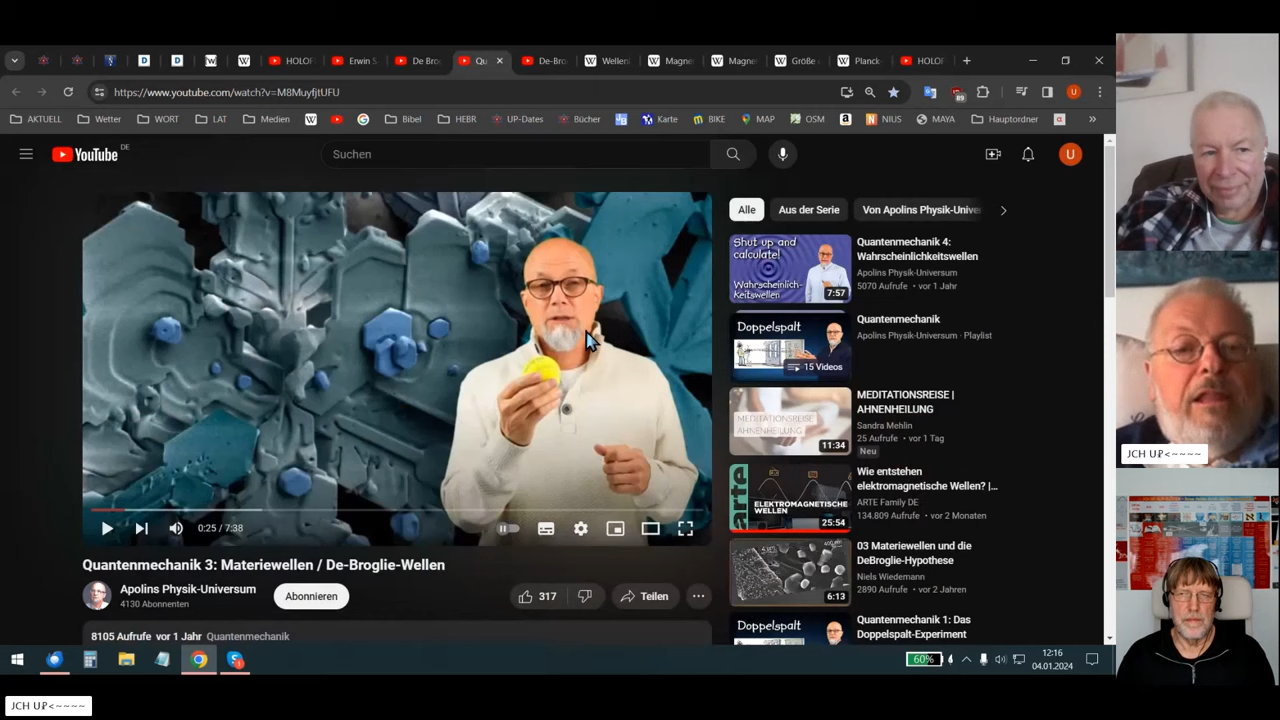 HOLOF
Erwin S
De Brog
Qu
De-Bro
Wellenl
Magne
Magne
Größe
Planck-
HOLOF
https://www.youtube.com/watch?v=M8MuyfjtUFU
89
U
AKTUELL
Wetter
WORT
LAT
Medien
Bibel
HEBR
UP-Dates
Bücher
Karte
BIKE
MAP
OSM
NIUS
MAYA
Hauptordner
YouTube DE
Suchen
U
Alle
Aus der Serie
Von Apolins Physik-Unive
Shut up and
calculate!
Wahrscheinlich-
keitswellen
7:57
Quantenmechanik 4:
Wahrscheinlichkeitswellen
Apolins Physik-Universum
5070 Aufrufe • vor 1 Jahr
Doppelspalt
15 Videos
Quantenmechanik
Apolins Physik-Universum · Playlist
MEDITATIONSREISE
AHNENHEILUNG
11:34
MEDITATIONSREISE |
AHNENHEILUNG
Sandra Mehlin
25 Aufrufe • vor 1 Tag
Neu
arte
ELEKTROMAGNETISCHE
WELLEN
25:54
Wie entstehen
elektromagnetische Wellen? |...
ARTE Family DE
134.809 Aufrufe • vor 2 Monaten
6:13
03 Materiewellen und die
DeBroglie-Hypothese
Niels Wiedemann
2890 Aufrufe • vor 2 Jahren
Doppelspalt
Quantenmechanik 1: Das
Doppelspalt-Experiment
0:25 / 7:38
Quantenmechanik 3: Materiewellen / De-Broglie-Wellen
Apolins Physik-Universum
4130 Abonnenten
Abonnieren
317
Teilen
8105 Aufrufe vor 1 Jahr Quantenmechanik
60%
12:16
04.01.2024
JCH UP<~~~~
JCH UP<~~~~